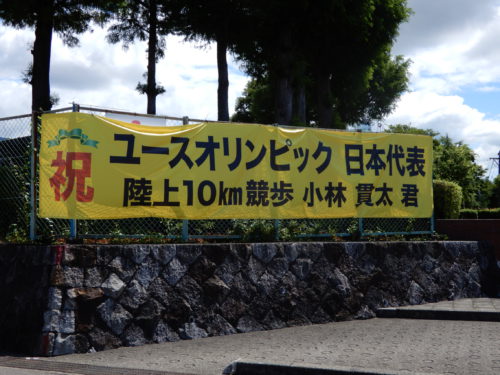 祝
ユースオリンピック 日本代表
陸上10km競歩 小林 貫太 君